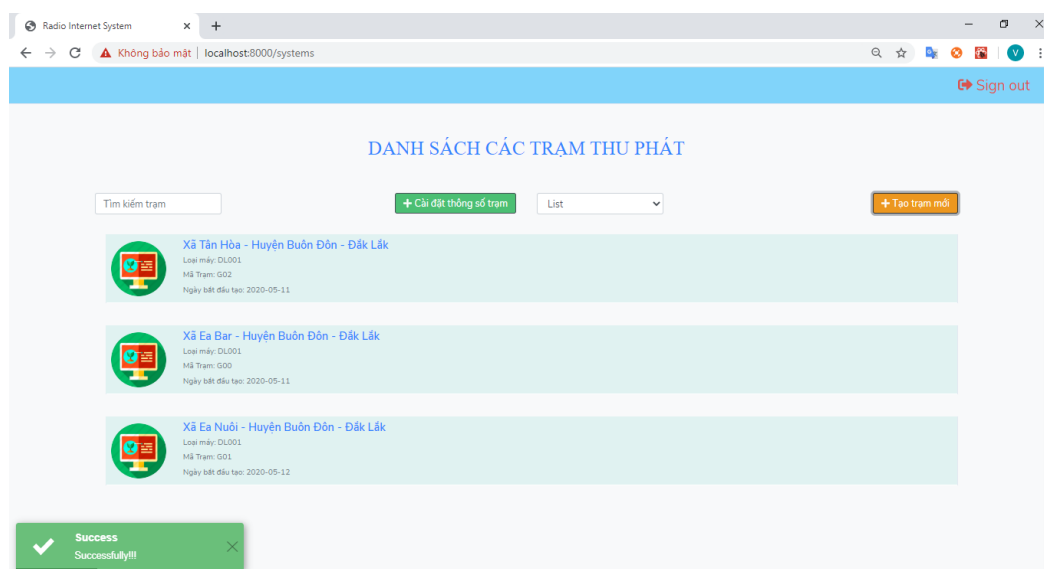 Radio Internet System
Không bảo mật | localhost:8000/systems
V
Sign out
DANH SÁCH CÁC TRẠM THU PHÁT
Tìm kiếm trạm
+ Cài đặt thông số trạm
List
+ Tạo trạm mới
Xã Tân Hòa - Huyện Buôn Đôn - Đắk Lắk
Loại máy: DL001
Mã Trạm: G02
Ngày bắt đầu tạo: 2020-05-11
Xã Ea Bar - Huyện Buôn Đôn - Đắk Lắk
Loại máy: DL001
Mã Trạm: G00
Ngày bắt đầu tạo: 2020-05-11
Xã Ea Nuôi - Huyện Buôn Đôn - Đắk Lắk
Loại máy: DL001
Mã Trạm: G01
Ngày bắt đầu tạo: 2020-05-12
Success
Successfully!!!